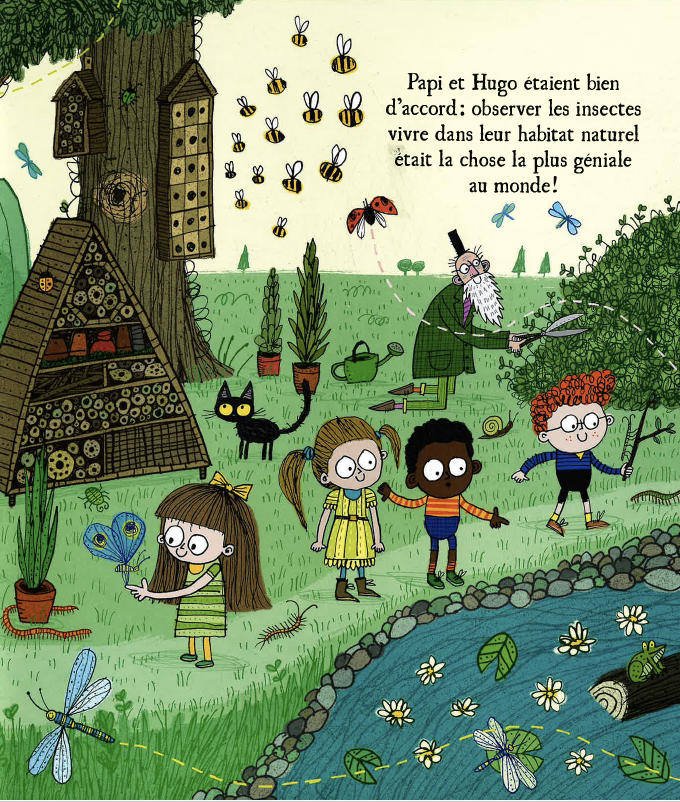 Papi et Hugo étaient bien
d'accord : observer les insectes
vivre dans leur habitat naturel
était la chose la plus géniale
au monde !